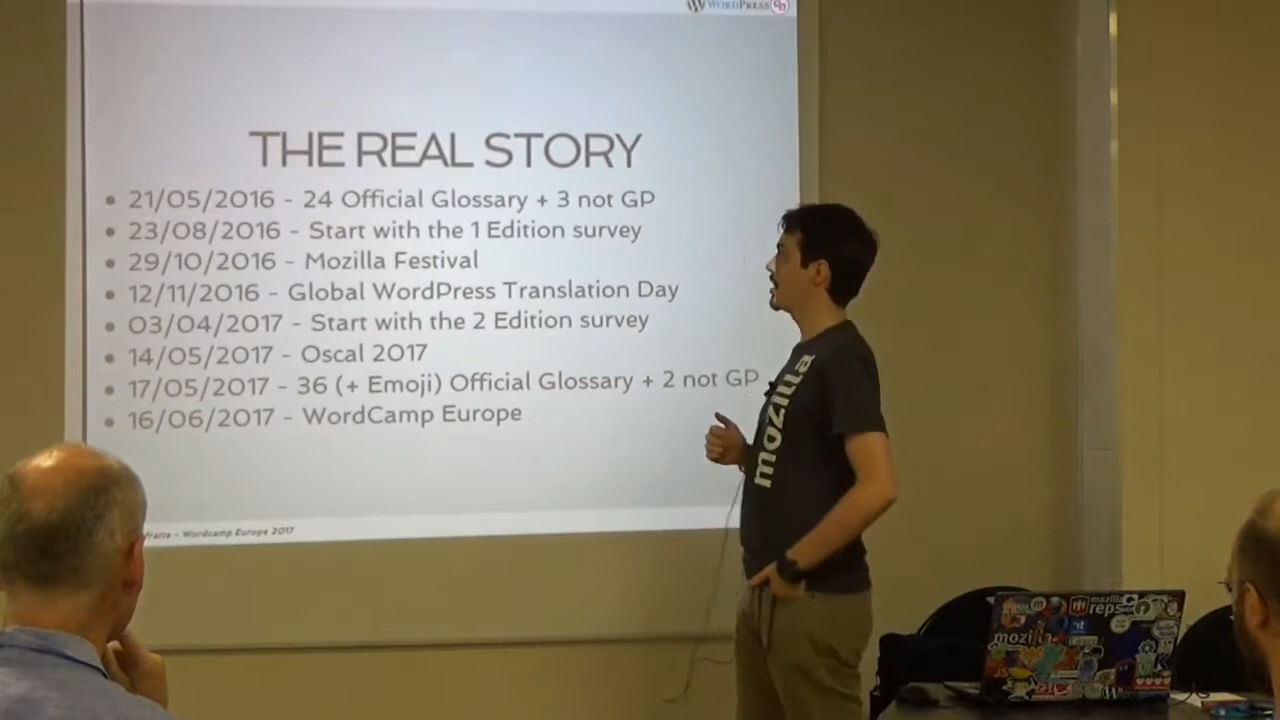 WORDPRESS
THE REAL STORY
• 21/05/2016 - 24 Official Glossary + 3 not GP
• 23/08/2016 - Start with the 1 Edition survey
• 29/10/2016 - Mozilla Festival
• 12/11/2016 - Global WordPress Translation Day
• 03/04/2017 - Start with the 2 Edition survey
• 14/05/2017 - Oscal 2017
• 17/05/2017 - 36 (+ Emoji) Official Glossary + 2 not GP
• 16/06/2017 - WordCamp Europe
- Wordcamp Europe 2017
mozilla
mozilla
reps
mozilla
JS